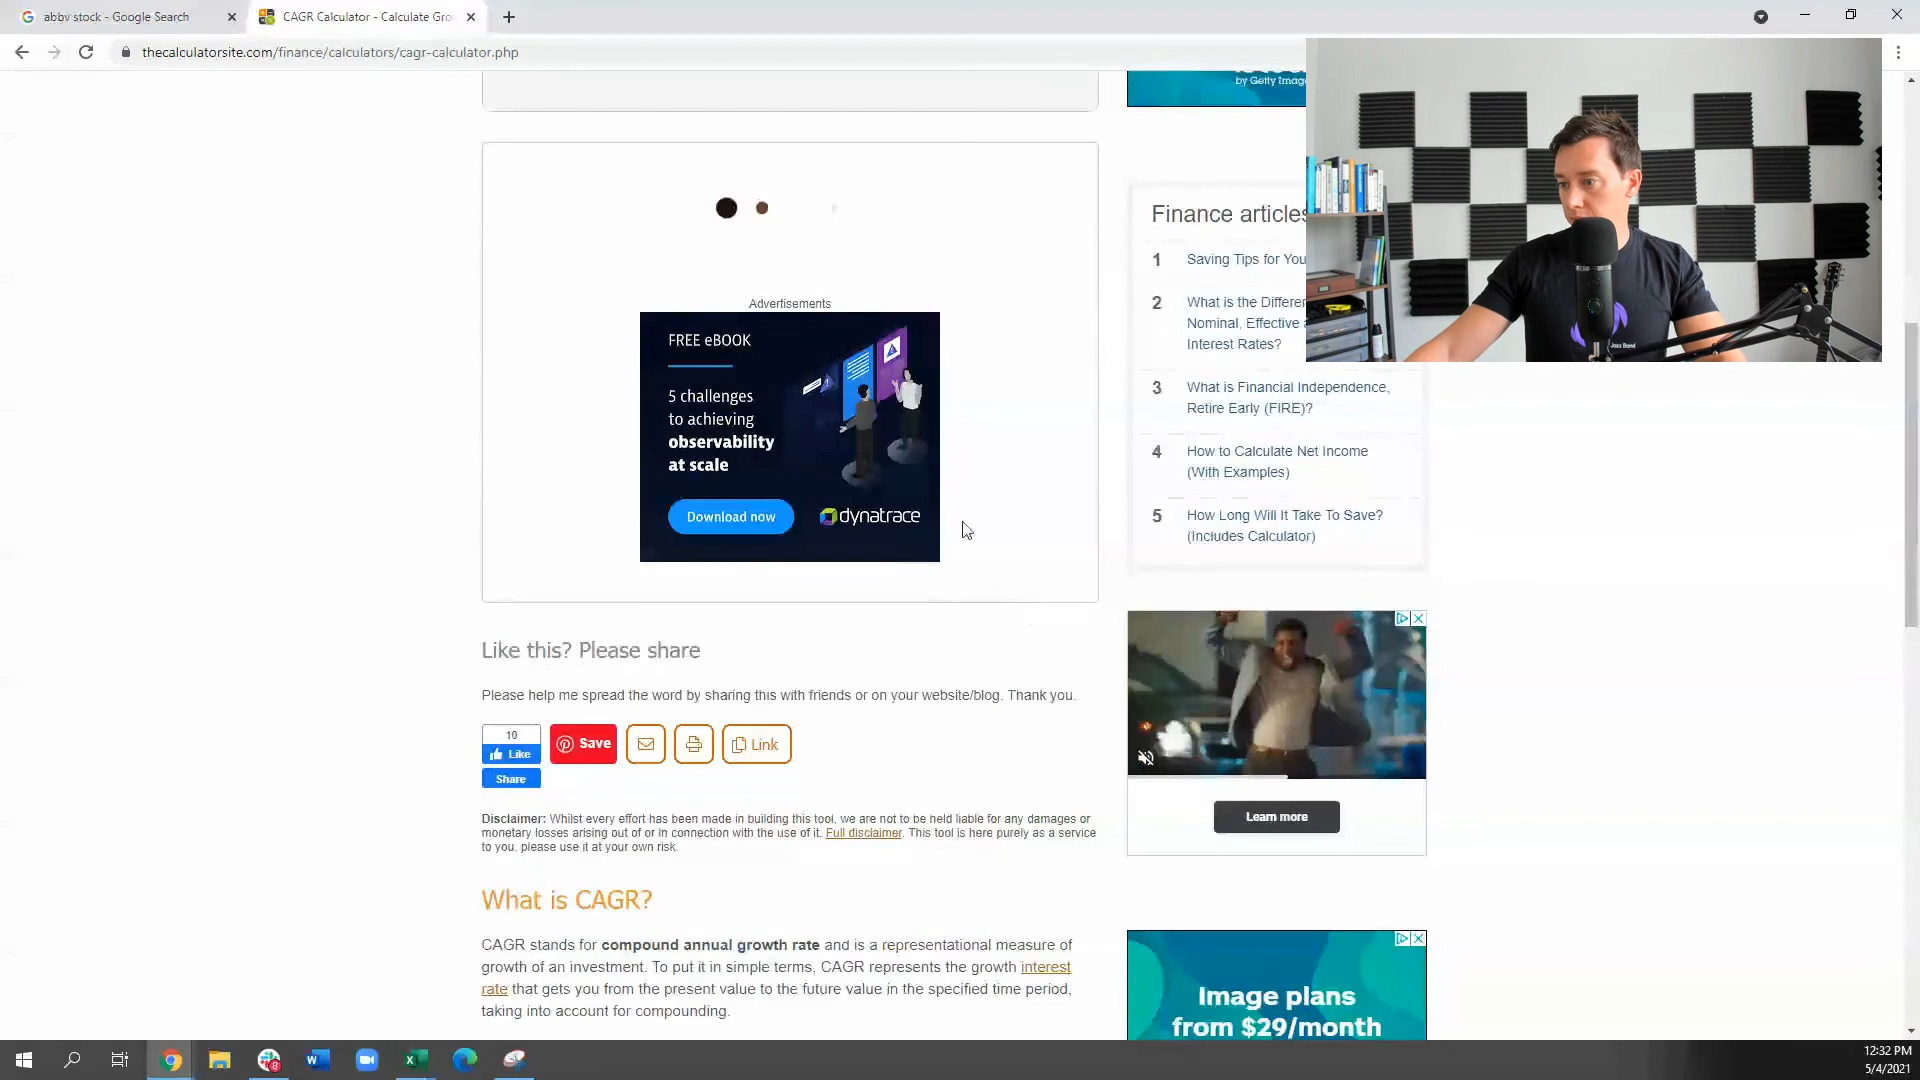 abbv stock - Google Search
CAGR Calculator - Calculate Gro
thecalculatorsite.com/finance/calculators/cagr-calculator.php
by Getty Imag
Advertisements
FREE eBOOK
5 challenges
to achieving
observability
at scale
Download now
dynatrace
Finance articles
1 Saving Tips for You
2 What is the Differen
Nominal, Effective a
Interest Rates?
3 What is Financial Independence,
Retire Early (FIRE)?
4 How to Calculate Net Income
(With Examples)
5 How Long Will It Take To Save?
(Includes Calculator)
Jazz Band
Like this? Please share
Please help me spread the word by sharing this with friends or on your website/blog. Thank you.
10
Like
Share
Save
Link
Learn more
Disclaimer: Whilst every effort has been made in building this tool, we are not to be held liable for any damages or
monetary losses arising out of or in connection with the use of it. Full disclaimer. This tool is here purely as a service
to you, please use it at your own risk.
What is CAGR?
CAGR stands for compound annual growth rate and is a representational measure of
growth of an investment. To put it in simple terms, CAGR represents the growth interest
rate that gets you from the present value to the future value in the specified time period,
taking into account for compounding.
Image plans
from $29/month
8
12:32 PM
5/4/2021